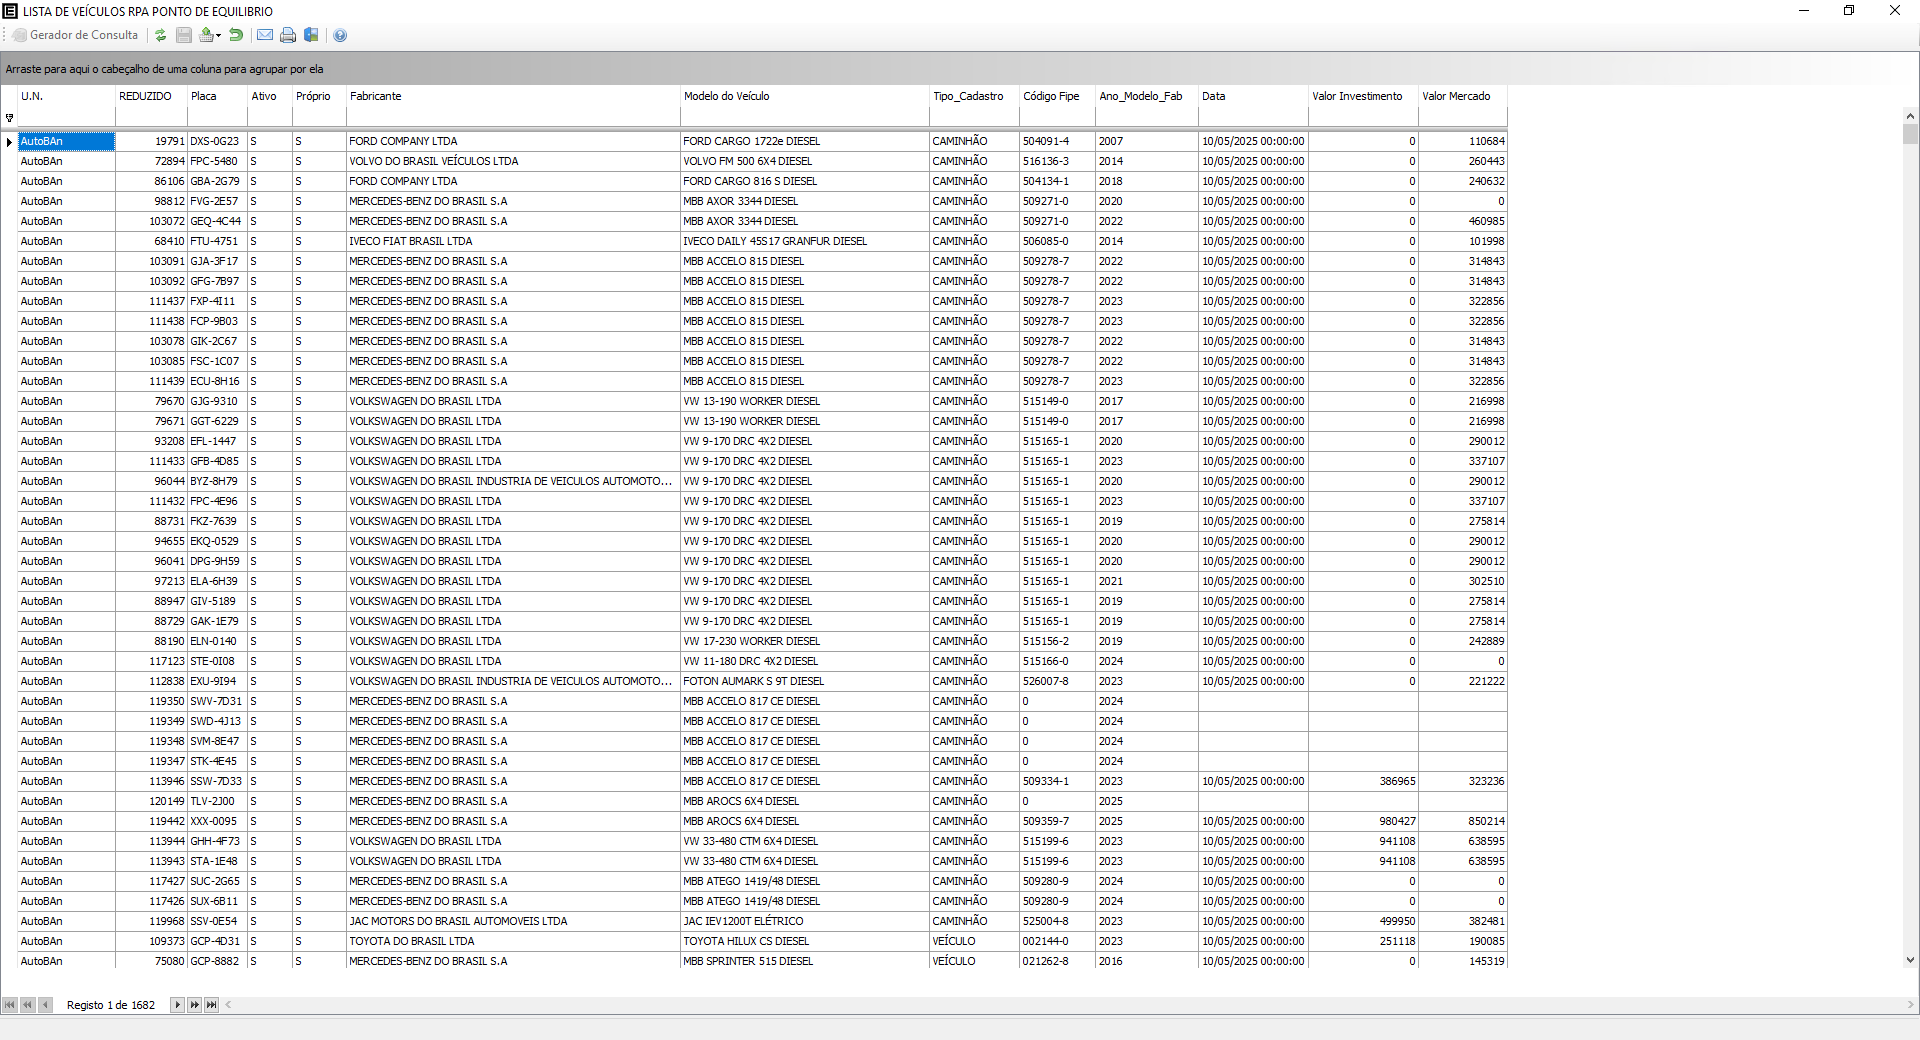 LISTA DE VEÍCULOS RPA PONTO DE EQUILIBRIO
Gerador de Consulta
Arraste para aqui o cabeçalho de uma coluna para agrupar por ela
U.N. REDUZIDO Placa Ativo Próprio Fabricante Modelo do Veículo Tipo_Cadastro Código Fipe Ano_Modelo_Fab Data Valor Investimento Valor Mercado
AutoBAn 19791 DXS-0G23 S S FORD COMPANY LTDA FORD CARGO 1722e DIESEL CAMINHÃO 504091-4 2007 10/05/2025 00:00:00 0 110684
AutoBAn 72894 FPC-5480 S S VOLVO DO BRASIL VEÍCULOS LTDA VOLVO FM 500 6X4 DIESEL CAMINHÃO 516136-3 2014 10/05/2025 00:00:00 0 260443
AutoBAn 86106 GBA-2G79 S S FORD COMPANY LTDA FORD CARGO 816 S DIESEL CAMINHÃO 504134-1 2018 10/05/2025 00:00:00 0 240632
AutoBAn 98812 FVG-2E57 S S MERCEDES-BENZ DO BRASIL S.A MBB AXOR 3344 DIESEL CAMINHÃO 509271-0 2020 10/05/2025 00:00:00 0 0
AutoBAn 103072 GEQ-4C44 S S MERCEDES-BENZ DO BRASIL S.A MBB AXOR 3344 DIESEL CAMINHÃO 509271-0 2022 10/05/2025 00:00:00 0 460985
AutoBAn 68410 FTU-4751 S S IVECO FIAT BRASIL LTDA IVECO DAILY 45S17 GRANFUR DIESEL CAMINHÃO 506085-0 2014 10/05/2025 00:00:00 0 101998
AutoBAn 103091 GJA-3F17 S S MERCEDES-BENZ DO BRASIL S.A MBB ACCELO 815 DIESEL CAMINHÃO 509278-7 2022 10/05/2025 00:00:00 0 314843
AutoBAn 103092 GFG-7B97 S S MERCEDES-BENZ DO BRASIL S.A MBB ACCELO 815 DIESEL CAMINHÃO 509278-7 2022 10/05/2025 00:00:00 0 314843
AutoBAn 111437 FXP-4I11 S S MERCEDES-BENZ DO BRASIL S.A MBB ACCELO 815 DIESEL CAMINHÃO 509278-7 2023 10/05/2025 00:00:00 0 322856
AutoBAn 111438 FCP-9B03 S S MERCEDES-BENZ DO BRASIL S.A MBB ACCELO 815 DIESEL CAMINHÃO 509278-7 2023 10/05/2025 00:00:00 0 322856
AutoBAn 103078 GIK-2C67 S S MERCEDES-BENZ DO BRASIL S.A MBB ACCELO 815 DIESEL CAMINHÃO 509278-7 2022 10/05/2025 00:00:00 0 314843
AutoBAn 103085 FSC-1C07 S S MERCEDES-BENZ DO BRASIL S.A MBB ACCELO 815 DIESEL CAMINHÃO 509278-7 2022 10/05/2025 00:00:00 0 314843
AutoBAn 111439 ECU-8H16 S S MERCEDES-BENZ DO BRASIL S.A MBB ACCELO 815 DIESEL CAMINHÃO 509278-7 2023 10/05/2025 00:00:00 0 322856
AutoBAn 79670 GJG-9310 S S VOLKSWAGEN DO BRASIL LTDA VW 13-190 WORKER DIESEL CAMINHÃO 515149-0 2017 10/05/2025 00:00:00 0 216998
AutoBAn 79671 GGT-6229 S S VOLKSWAGEN DO BRASIL LTDA VW 13-190 WORKER DIESEL CAMINHÃO 515149-0 2017 10/05/2025 00:00:00 0 216998
AutoBAn 93208 EFL-1447 S S VOLKSWAGEN DO BRASIL LTDA VW 9-170 DRC 4X2 DIESEL CAMINHÃO 515165-1 2020 10/05/2025 00:00:00 0 290012
AutoBAn 111433 GFB-4D85 S S VOLKSWAGEN DO BRASIL LTDA VW 9-170 DRC 4X2 DIESEL CAMINHÃO 515165-1 2023 10/05/2025 00:00:00 0 337107
AutoBAn 96044 BYZ-8H79 S S VOLKSWAGEN DO BRASIL INDUSTRIA DE VEICULOS AUTOMOTO... VW 9-170 DRC 4X2 DIESEL CAMINHÃO 515165-1 2020 10/05/2025 00:00:00 0 290012
AutoBAn 111432 FPC-4E96 S S VOLKSWAGEN DO BRASIL LTDA VW 9-170 DRC 4X2 DIESEL CAMINHÃO 515165-1 2023 10/05/2025 00:00:00 0 337107
AutoBAn 88731 FKZ-7639 S S VOLKSWAGEN DO BRASIL LTDA VW 9-170 DRC 4X2 DIESEL CAMINHÃO 515165-1 2019 10/05/2025 00:00:00 0 275814
AutoBAn 94655 EKQ-0529 S S VOLKSWAGEN DO BRASIL LTDA VW 9-170 DRC 4X2 DIESEL CAMINHÃO 515165-1 2020 10/05/2025 00:00:00 0 290012
AutoBAn 96041 DPG-9H59 S S VOLKSWAGEN DO BRASIL LTDA VW 9-170 DRC 4X2 DIESEL CAMINHÃO 515165-1 2020 10/05/2025 00:00:00 0 290012
AutoBAn 97213 ELA-6H39 S S VOLKSWAGEN DO BRASIL LTDA VW 9-170 DRC 4X2 DIESEL CAMINHÃO 515165-1 2021 10/05/2025 00:00:00 0 302510
AutoBAn 88947 GIV-5189 S S VOLKSWAGEN DO BRASIL LTDA VW 9-170 DRC 4X2 DIESEL CAMINHÃO 515165-1 2019 10/05/2025 00:00:00 0 275814
AutoBAn 88729 GAK-1E79 S S VOLKSWAGEN DO BRASIL LTDA VW 9-170 DRC 4X2 DIESEL CAMINHÃO 515165-1 2019 10/05/2025 00:00:00 0 275814
AutoBAn 88190 ELN-0140 S S VOLKSWAGEN DO BRASIL LTDA VW 17-230 WORKER DIESEL CAMINHÃO 515156-2 2019 10/05/2025 00:00:00 0 242889
AutoBAn 117123 STE-0I08 S S VOLKSWAGEN DO BRASIL LTDA VW 11-180 DRC 4X2 DIESEL CAMINHÃO 515166-0 2024 10/05/2025 00:00:00 0 0
AutoBAn 112838 EXU-9I94 S S VOLKSWAGEN DO BRASIL INDUSTRIA DE VEICULOS AUTOMOTO... FOTON AUMARK S 9T DIESEL CAMINHÃO 526007-8 2023 10/05/2025 00:00:00 0 221222
AutoBAn 119350 SWV-7D31 S S MERCEDES-BENZ DO BRASIL S.A MBB ACCELO 817 CE DIESEL CAMINHÃO 0 2024
AutoBAn 119349 SWD-4J13 S S MERCEDES-BENZ DO BRASIL S.A MBB ACCELO 817 CE DIESEL CAMINHÃO 0 2024
AutoBAn 119348 SVM-8E47 S S MERCEDES-BENZ DO BRASIL S.A MBB ACCELO 817 CE DIESEL CAMINHÃO 0 2024
AutoBAn 119347 STK-4E45 S S MERCEDES-BENZ DO BRASIL S.A MBB ACCELO 817 CE DIESEL CAMINHÃO 0 2024
AutoBAn 113946 SSW-7D33 S S MERCEDES-BENZ DO BRASIL S.A MBB ACCELO 817 CE DIESEL CAMINHÃO 509334-1 2023 10/05/2025 00:00:00 386965 323236
AutoBAn 120149 TLV-2J00 S S MERCEDES-BENZ DO BRASIL S.A MBB AROCS 6X4 DIESEL CAMINHÃO 0 2025
AutoBAn 119442 XXX-0095 S S MERCEDES-BENZ DO BRASIL S.A MBB AROCS 6X4 DIESEL CAMINHÃO 509359-7 2025 10/05/2025 00:00:00 980427 850214
AutoBAn 113944 GHH-4F73 S S VOLKSWAGEN DO BRASIL LTDA VW 33-480 CTM 6X4 DIESEL CAMINHÃO 515199-6 2023 10/05/2025 00:00:00 941108 638595
AutoBAn 113943 STA-1E48 S S VOLKSWAGEN DO BRASIL LTDA VW 33-480 CTM 6X4 DIESEL CAMINHÃO 515199-6 2023 10/05/2025 00:00:00 941108 638595
AutoBAn 117427 SUC-2G65 S S MERCEDES-BENZ DO BRASIL S.A MBB ATEGO 1419/48 DIESEL CAMINHÃO 509280-9 2024 10/05/2025 00:00:00 0 0
AutoBAn 117426 SUX-6B11 S S MERCEDES-BENZ DO BRASIL S.A MBB ATEGO 1419/48 DIESEL CAMINHÃO 509280-9 2024 10/05/2025 00:00:00 0 0
AutoBAn 119968 SSV-0E54 S S JAC MOTORS DO BRASIL AUTOMOVEIS LTDA JAC IEV1200T ELÉTRICO CAMINHÃO 525004-8 2023 10/05/2025 00:00:00 499950 382481
AutoBAn 109373 GCP-4D31 S S TOYOTA DO BRASIL LTDA TOYOTA HILUX CS DIESEL VEÍCULO 002144-0 2023 10/05/2025 00:00:00 251118 190085
AutoBAn 75080 GCP-8882 S S MERCEDES-BENZ DO BRASIL S.A MBB SPRINTER 515 DIESEL VEÍCULO 021262-8 2016 10/05/2025 00:00:00 0 145319
Registo 1 de 1682